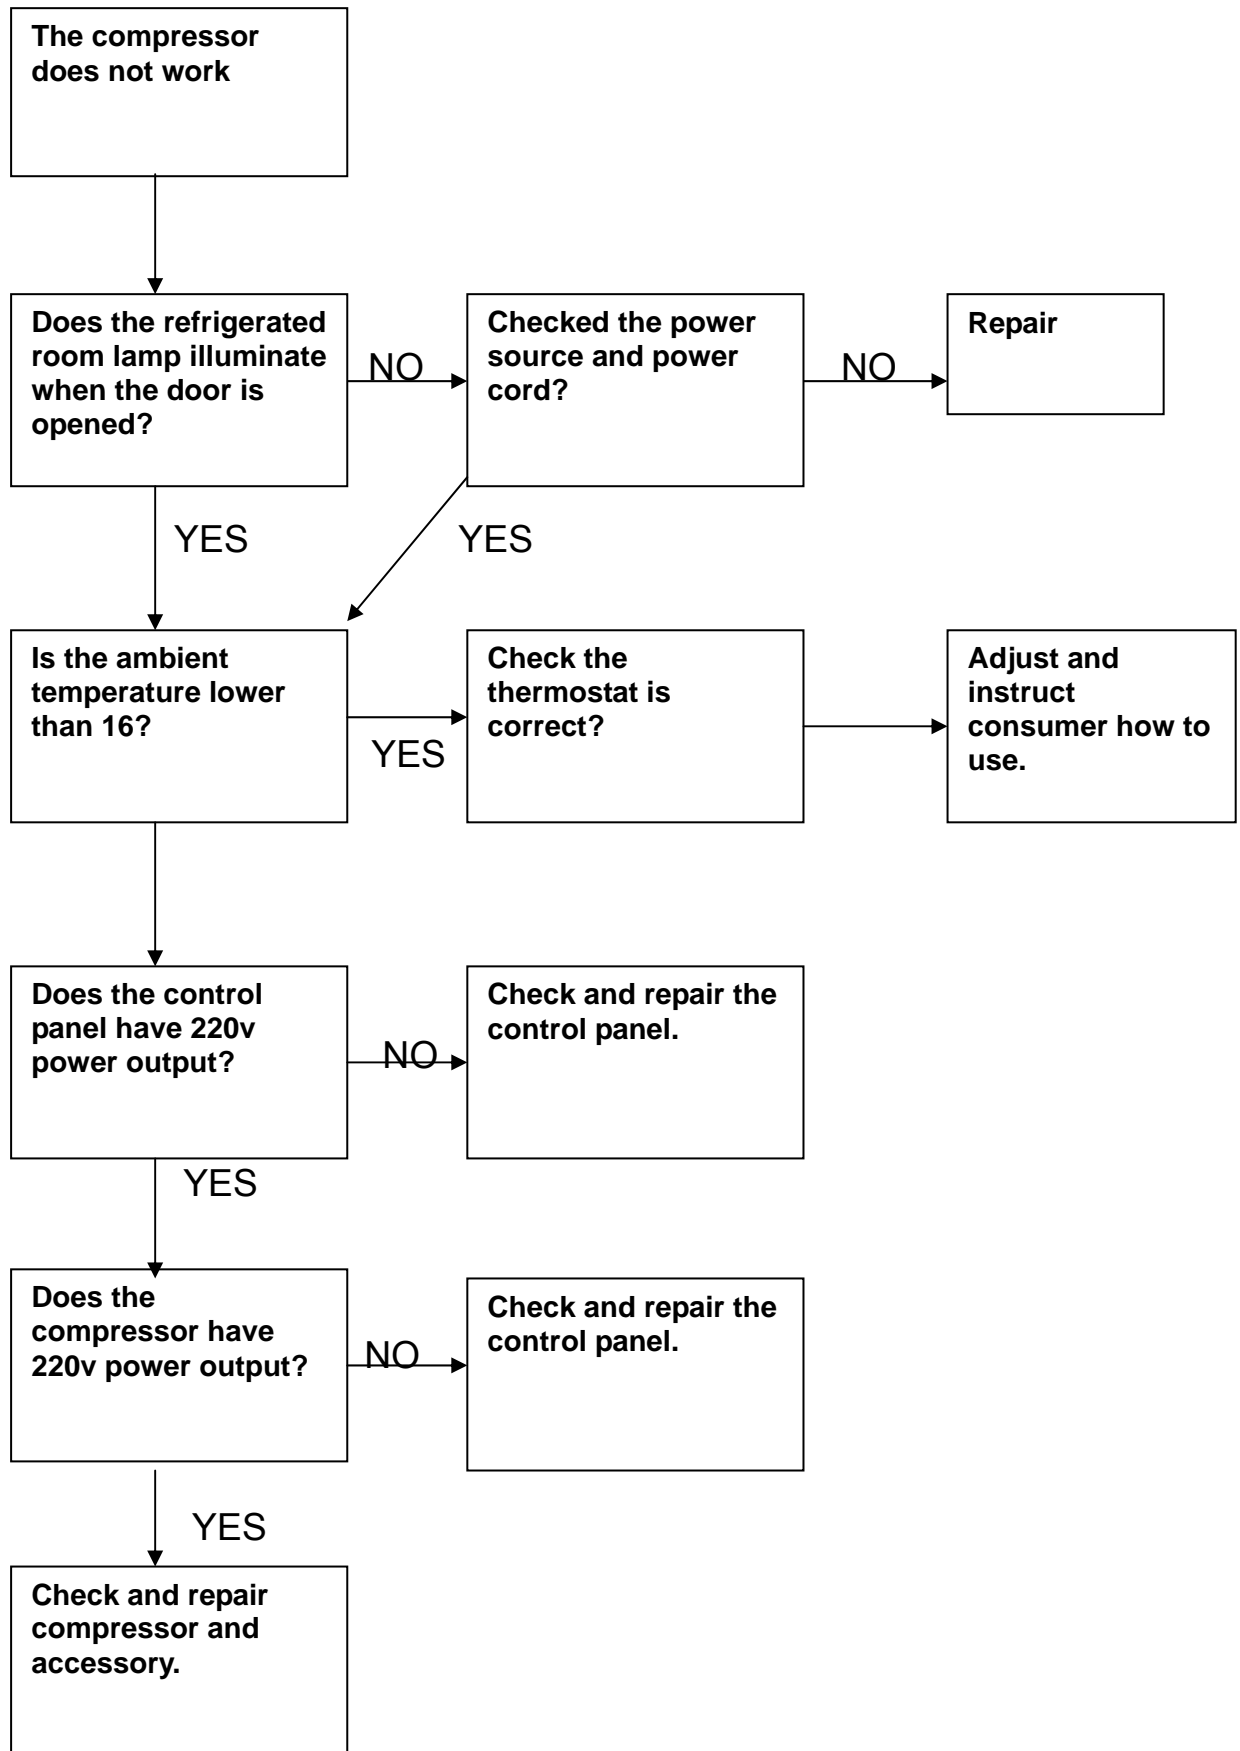 The compressor
does not work
Does the refrigerated
room lamp illuminate
when the door is
opened?
NO
Checked the power
source and power
cord?
NO
Repair
YES
YES
Is the ambient
temperature lower
than 16?
YES
Check the
thermostat is
correct?
Adjust and
instruct
consumer how to
use.
Does the control
panel have 220v
power output?
NO
Check and repair the
control panel.
YES
Does the
compressor have
220v power output?
NO
Check and repair the
control panel.
YES
Check and repair
compressor and
accessory.